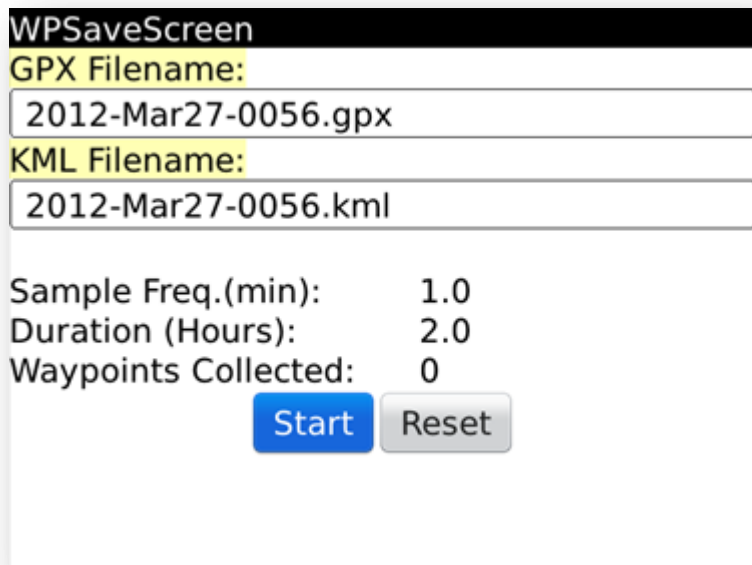 WPSaveScreen
GPX Filename:
2012-Mar27-0056.gpx
KML Filename:
2012-Mar27-0056.kml
Sample Freq.(min): 1.0
Duration (Hours): 2.0
Waypoints Collected: 0
Start Reset